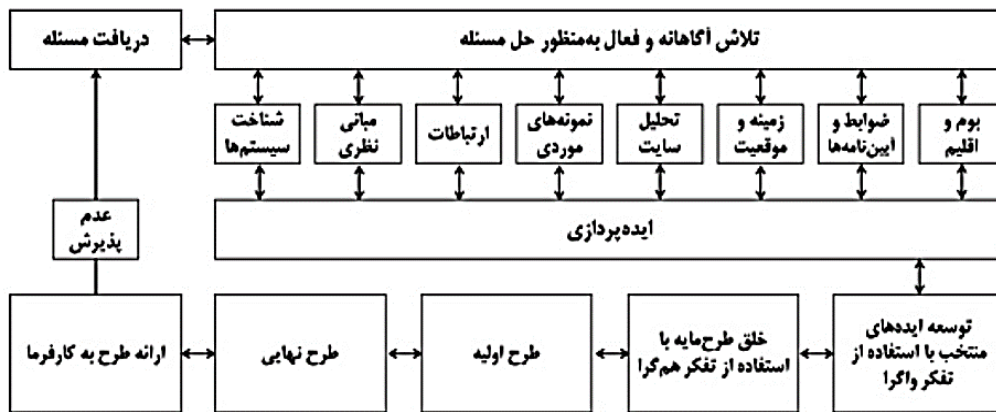 تلاش آگاهانه و فعال به‌منظور حل مسئله
دریافت مسئله
بوم و
اقلیم
ضوابط و
آیین‌نامه‌ها
زمینه و
موقعیت
تحلیل
سایت
نمونه‌های
موردی
ارتباطات
مبانی
نظری
شناخت
سیستم‌ها
ایده‌پردازی
عدم
پذیرش
توسعه ایده‌های
منتخب با استفاده از
تفکر واگرا
خلق طرح‌مایه با
استفاده از تفکر هم‌گرا
طرح اولیه
طرح نهایی
ارائه طرح به کارفرما